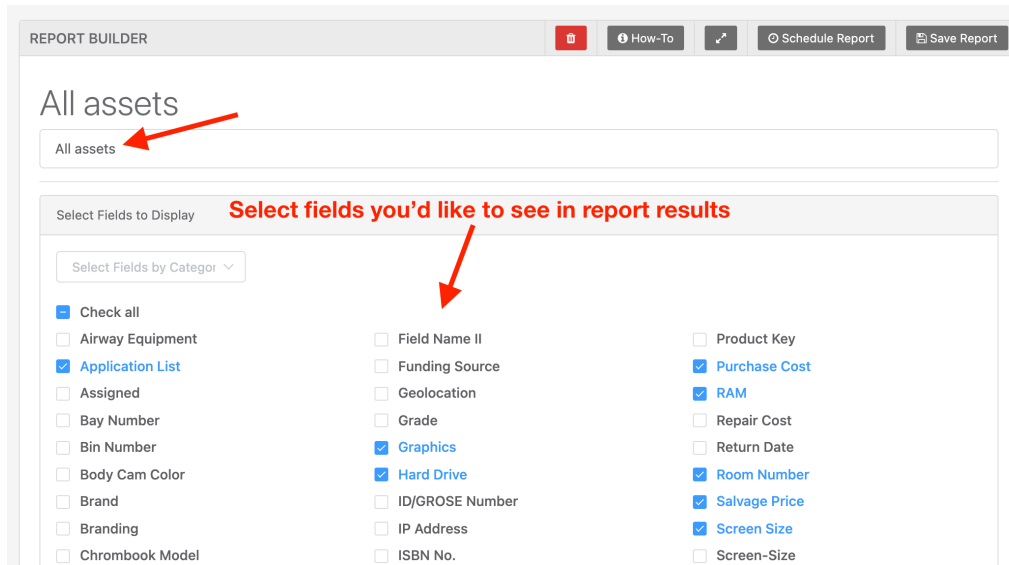 REPORT BUILDER
How-To
Schedule Report
Save Report
All assets
All assets
Select Fields to Display
Select fields you’d like to see in report results
Select Fields by Categor
Check all
Airway Equipment
Application List
Assigned
Bay Number
Bin Number
Body Cam Color
Brand
Branding
Chrombook Model
Field Name II
Funding Source
Geolocation
Grade
Graphics
Hard Drive
ID/GROSE Number
IP Address
ISBN No.
Product Key
Purchase Cost
RAM
Repair Cost
Return Date
Room Number
Salvage Price
Screen Size
Screen-Size